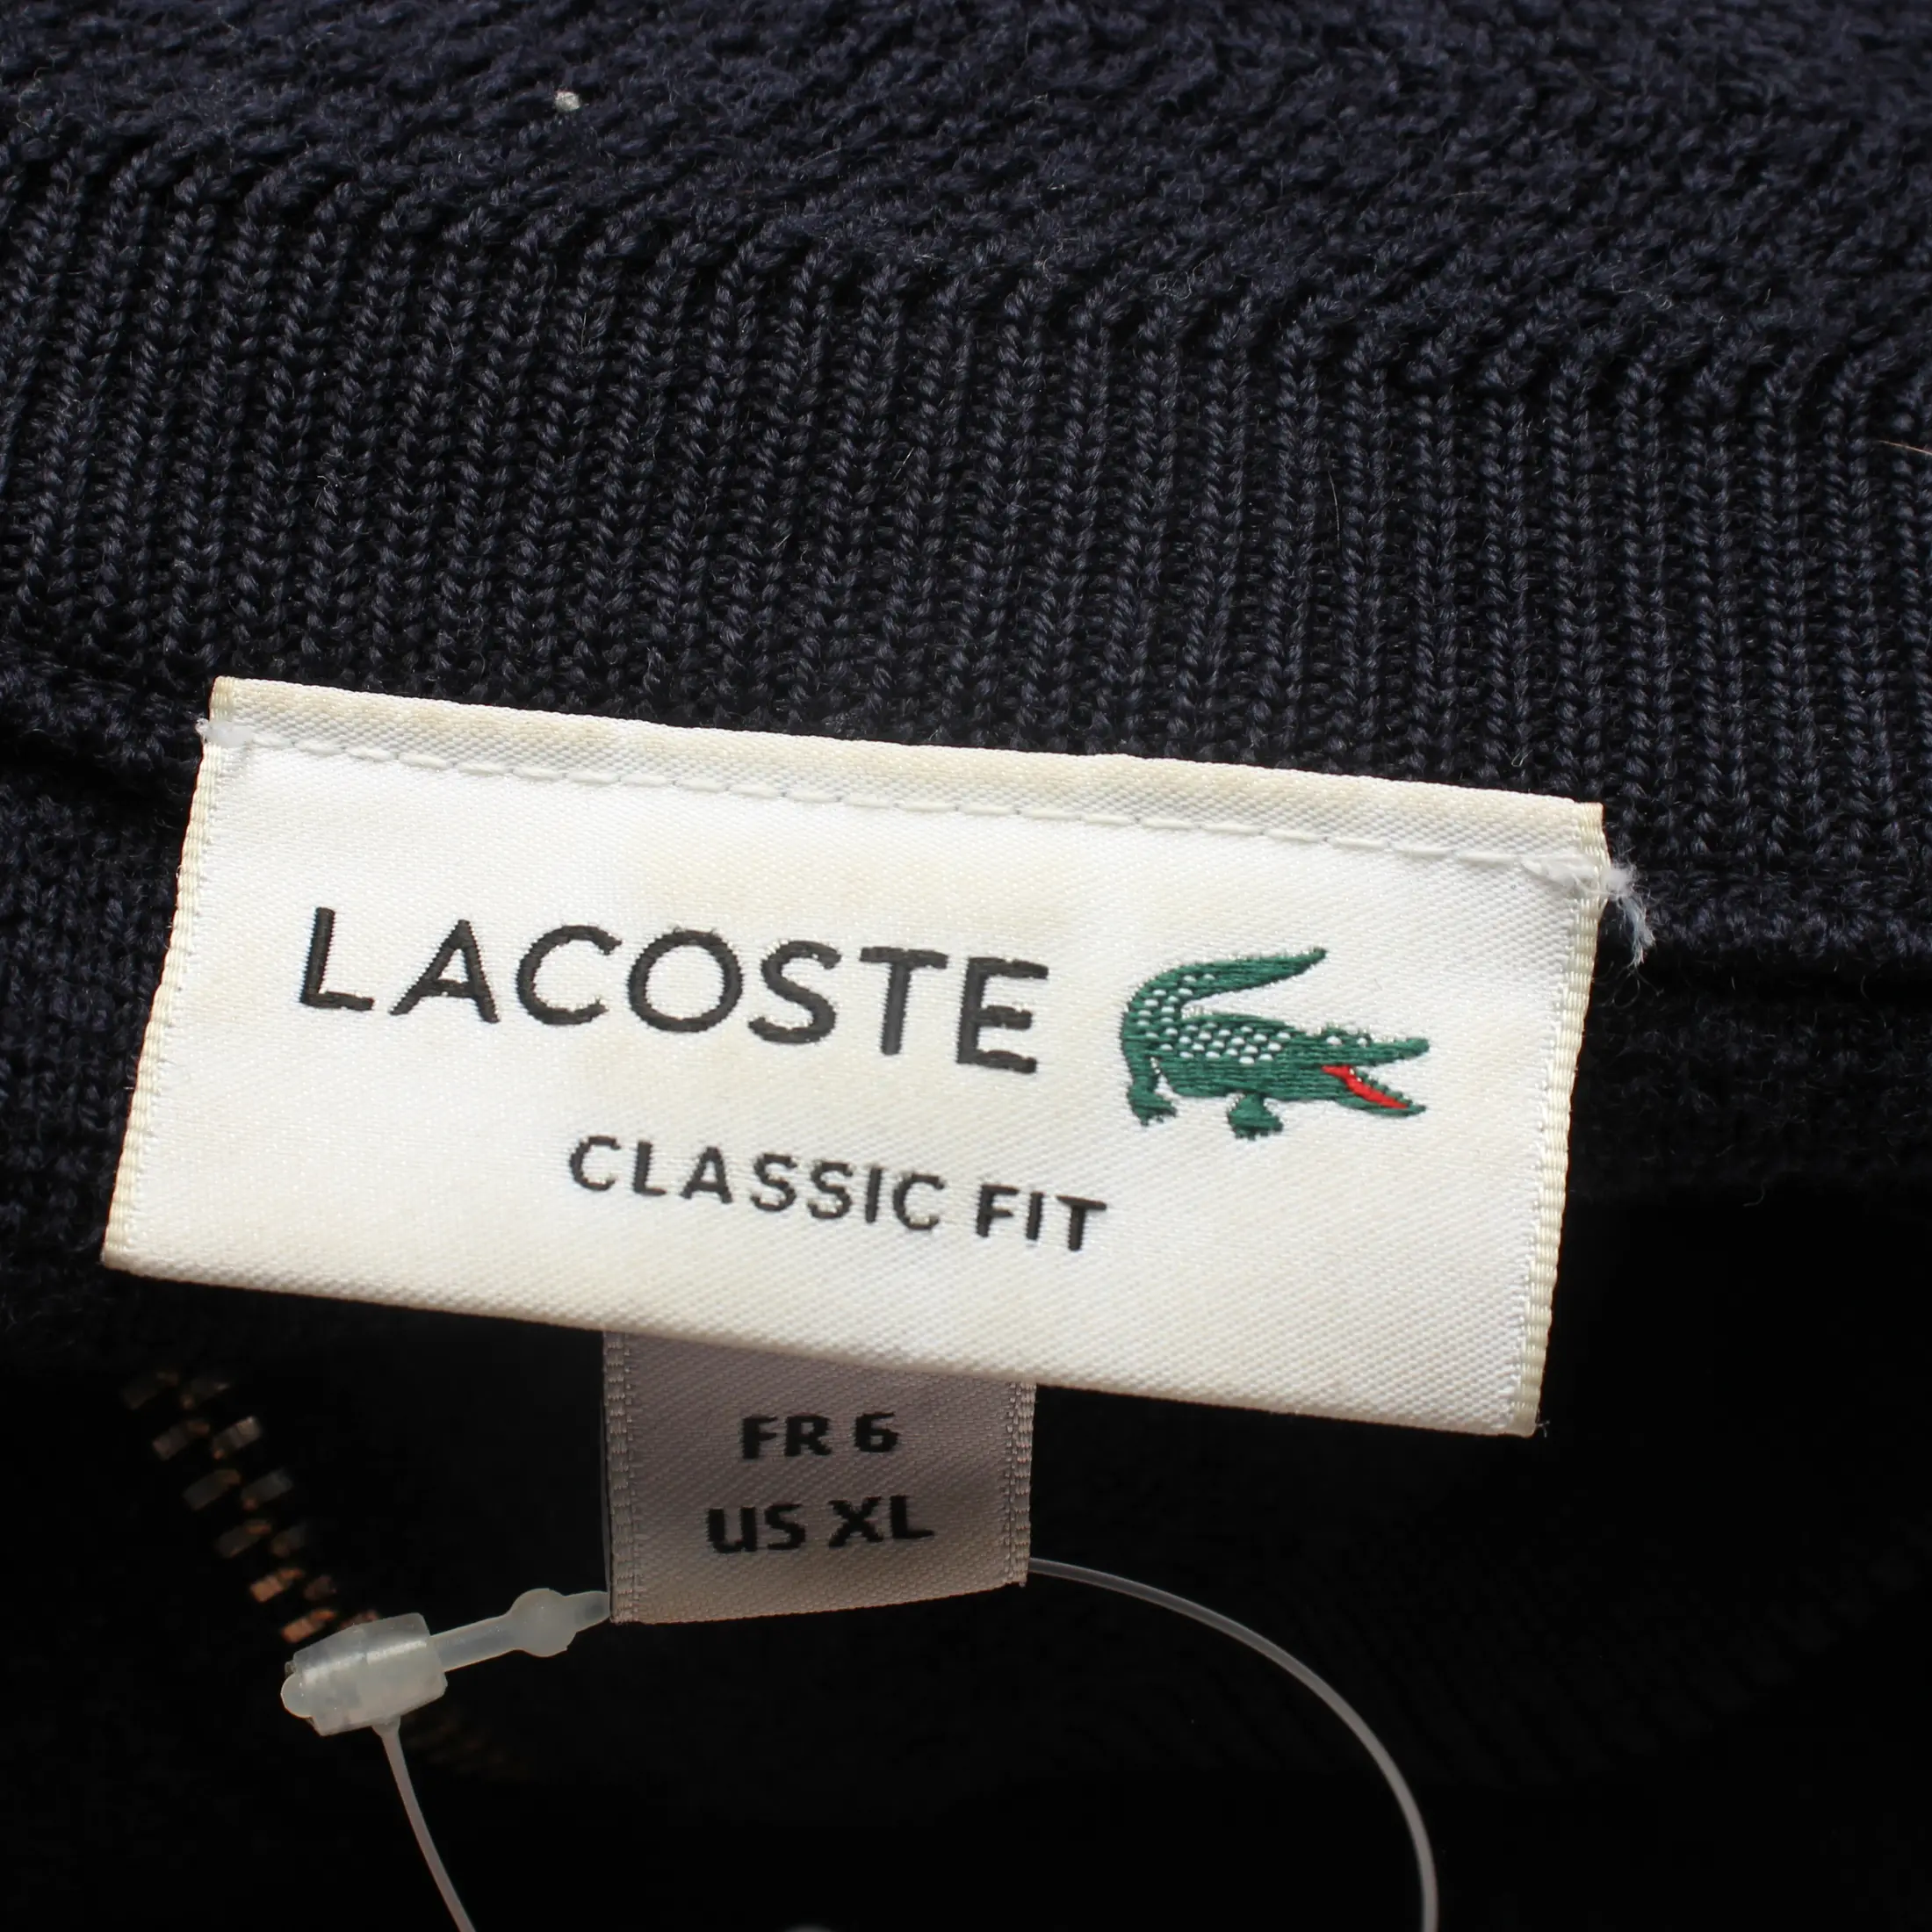 LACOSTE
CLASSIC FIT
FR 6
US XL